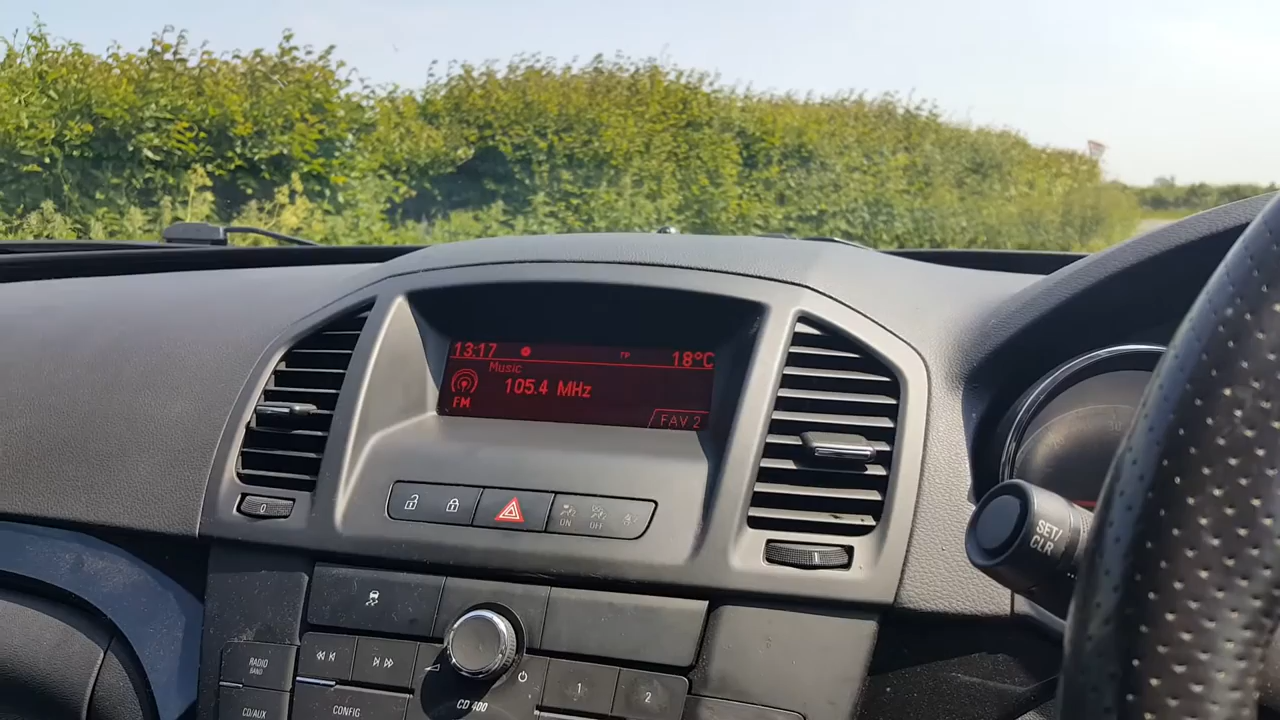 13:17 TP 18°C
Music
105.4 MHz
FM
FAV 2
ON OFF
SET/
CLR
RADIO
BAND
1 2
CD/AUX
CONFIG
CD 400